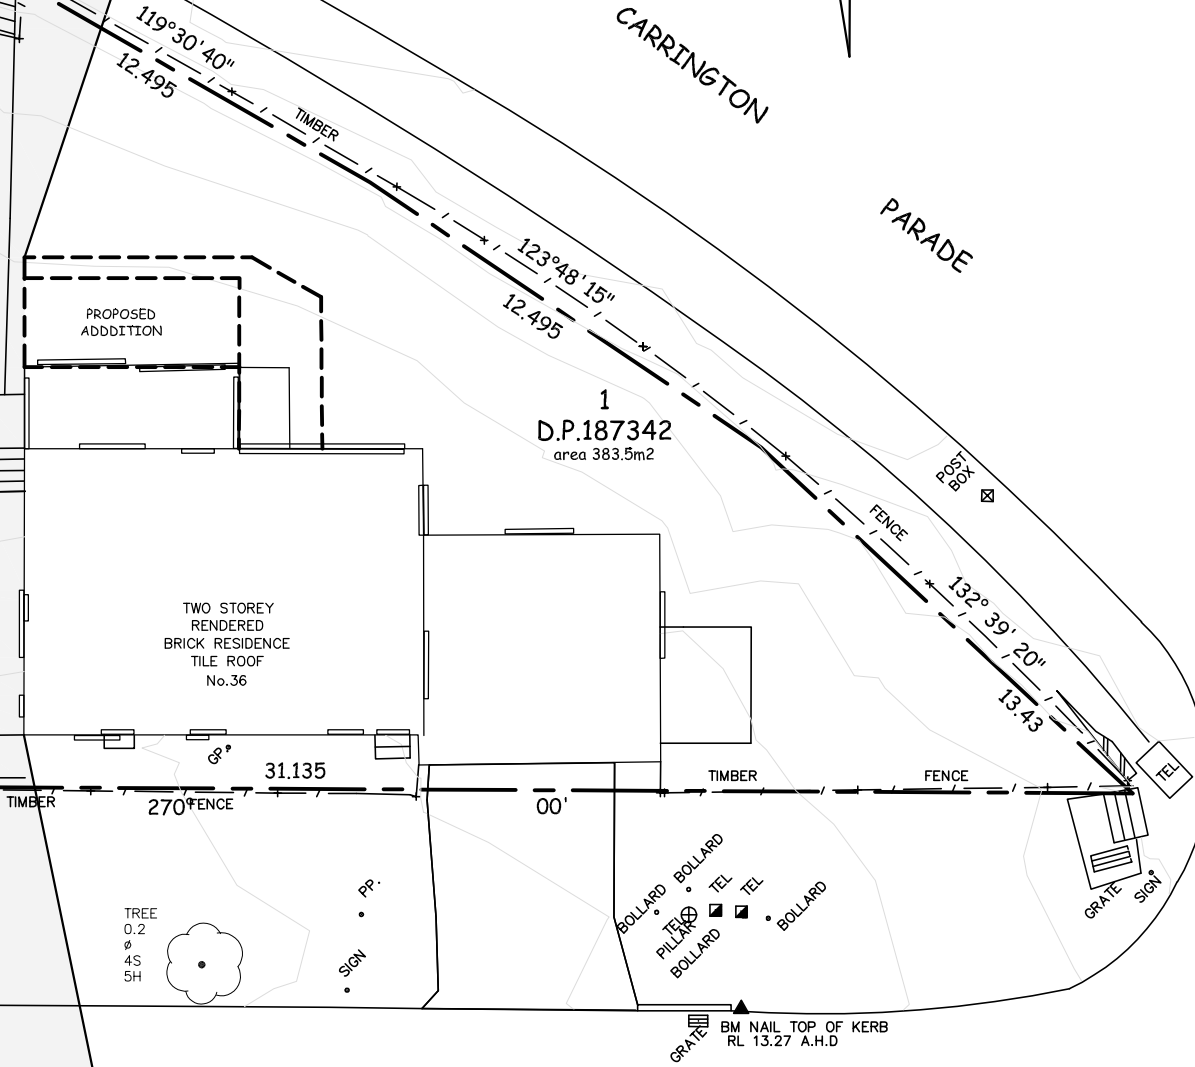 CARRINGTON
PARADE
119°30'40"
12.495
TIMBER
123°48'15"
12.495
PROPOSED
ADDDITION
1
D.P.187342
area 383.5m2
POST
BOX
FENCE
132° 39' 20"
13.43
TWO STOREY
RENDERED
BRICK RESIDENCE
TILE ROOF
No.36
GP.
31.135
TIMBER
FENCE
TEL
TIMBER
270°
FENCE
00'
BOLLARD
TEL
TEL
BOLLARD
BOLLARD
TEL
PILLAR
BOLLARD
PP.
SIGN
GRATE
SIGN
TREE
0.2
ø
4S
5H
GRATE
BM NAIL TOP OF KERB
RL 13.27 A.H.D